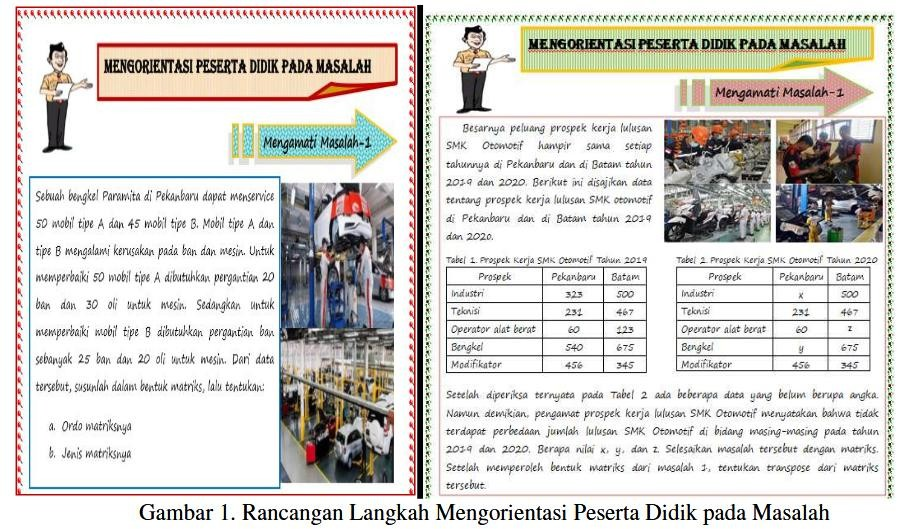 MENGORIENTASI PESERTA DIDIK PADA MASALAH
Mengamati Masalah-1
Sebuah bengkel Paramita di Pekanbaru dapat menservice
50 mobil tipe A dan 45 mobil tipe B. Mobil tipe A dan
tipe B mengalami kerusakan pada ban dan mesin. Untuk
memperbaiki 50 mobil tipe A dibutuhkan pergantian 20
ban dan 30 oli untuk mesin. Sedangkan untuk
memperbaiki mobil tipe B dibutuhkan pergantian ban
sebanyak 25 ban dan 20 oli untuk mesin. Dari data
tersebut, susunlah dalam bentuk matriks, lalu tentukan:
a. Ordo matriksnya
b. Jenis matriksnya
MENGORIENTASI PESERTA DIDIK PADA MASALAH
Mengamati Masalah-1
Besarnya peluang prospek kerja lulusan
SMK Otomotif hampir sama setiap
tahunnya di Pekanbaru dan di Batam tahun
2019 dan 2020. Berikut ini disajikan data
tentang prospek kerja lulusan SMK otomotif
di Pekanbaru dan di Batam tahun 2019
dan 2020.
Tabel 1. Prospek Kerja SMK Otomotif Tahun 2019
Prospek Pekanbaru Batam
Industri 323 500
Teknisi 231 467
Operator alat berat 60 123
Bengkel 540 675
Modifikator 456 345
Tabel 2. Prospek Kerja SMK Otomotif Tahun 2020
Prospek Pekanbaru Batam
Industri x 500
Teknisi 231 467
Operator alat berat 60 z
Bengkel y 675
Modifikator 456 345
Setelah diperiksa ternyata pada Tabel 2 ada beberapa data yang belum berupa angka.
Namun demikian, pengamat prospek kerja lulusan SMK Otomotif menyatakan bahwa tidak
terdapat perbedaan jumlah lulusan SMK Otomotif di bidang masing-masing pada tahun
2019 dan 2020. Berapa nilai x, y, dan z. Selesaikan masalah tersebut dengan matriks.
Setelah memperoleh bentuk matriks dari masalah 1, tentukan transpose dari matriks
tersebut.
Gambar 1. Rancangan Langkah Mengorientasi Peserta Didik pada Masalah